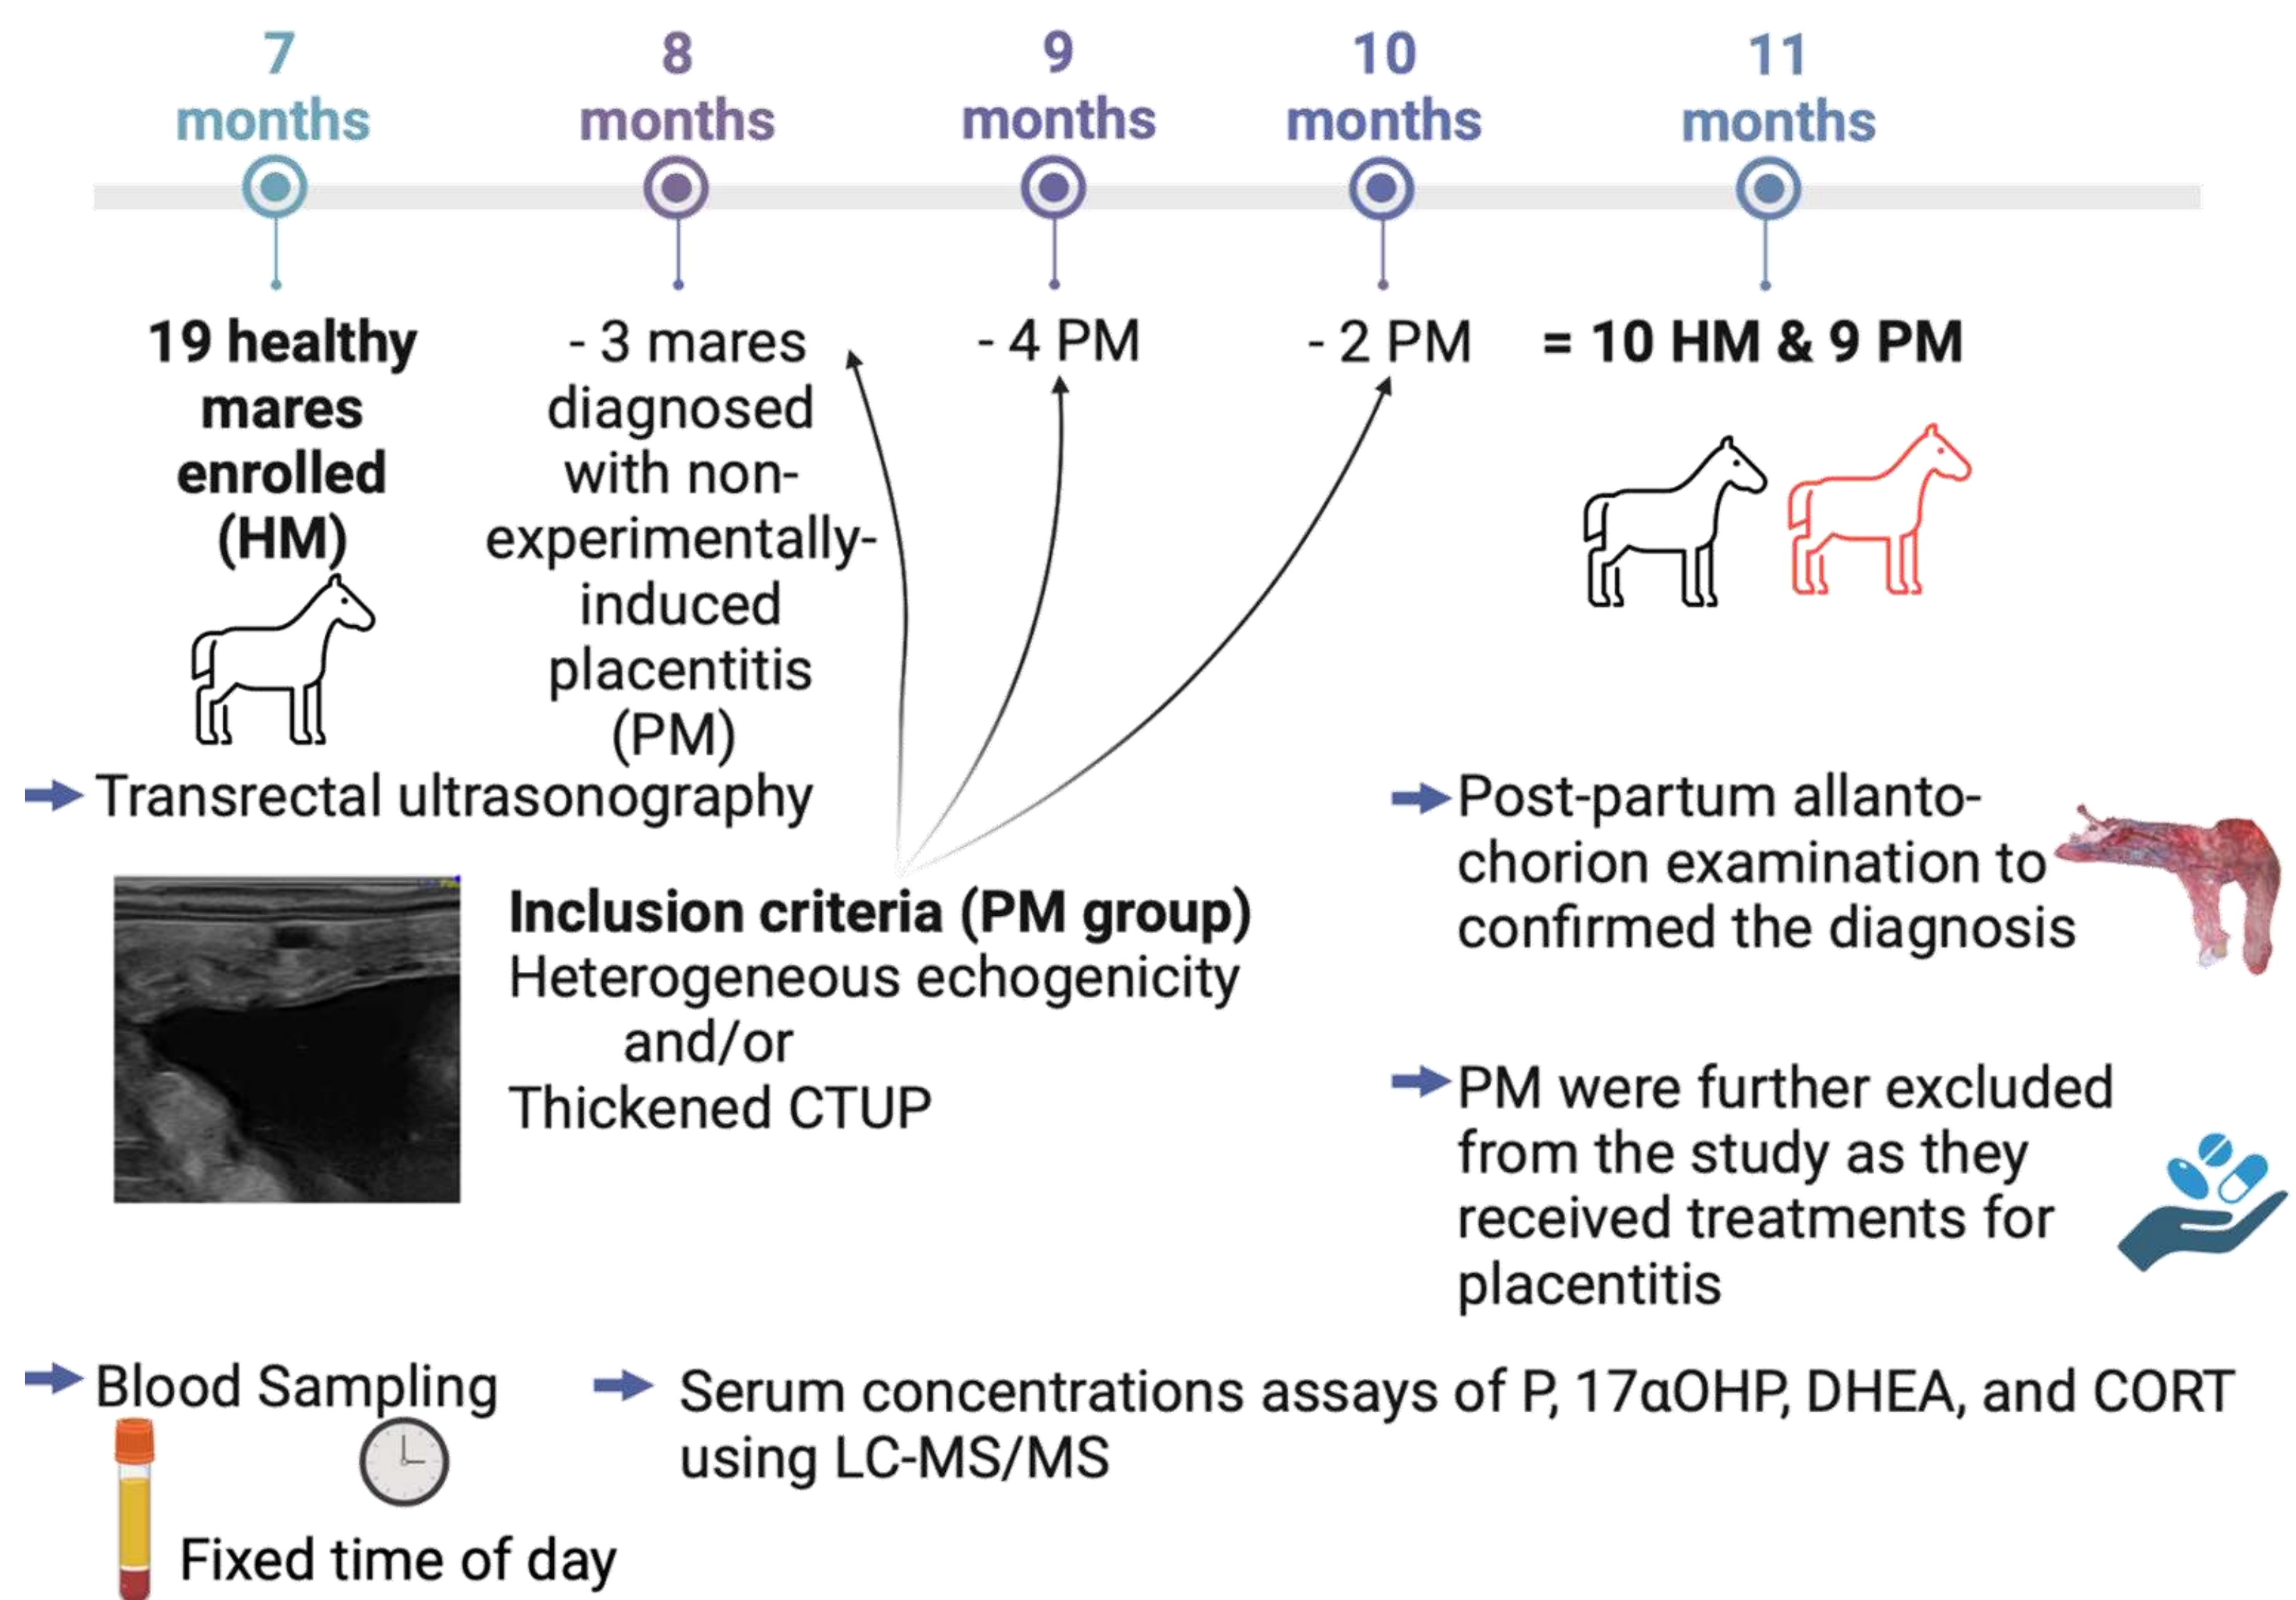 7
months
8
months
9
months
10
months
11
months
19 healthy
mares
enrolled
(HM)
- 3 mares
diagnosed
with non-
experimentally-
induced
placentitis
(PM)
- 4 PM
- 2 PM
= 10 HM & 9 PM
Transrectal ultrasonography
Inclusion criteria (PM group)
Heterogeneous echogenicity
and/or
Thickened CTUP
Post-partum allanto-
chorion examination to
confirmed the diagnosis
PM were further excluded
from the study as they
received treatments for
placentitis
Blood Sampling
Fixed time of day
Serum concentrations assays of P, 17αOHP, DHEA, and CORT
using LC-MS/MS